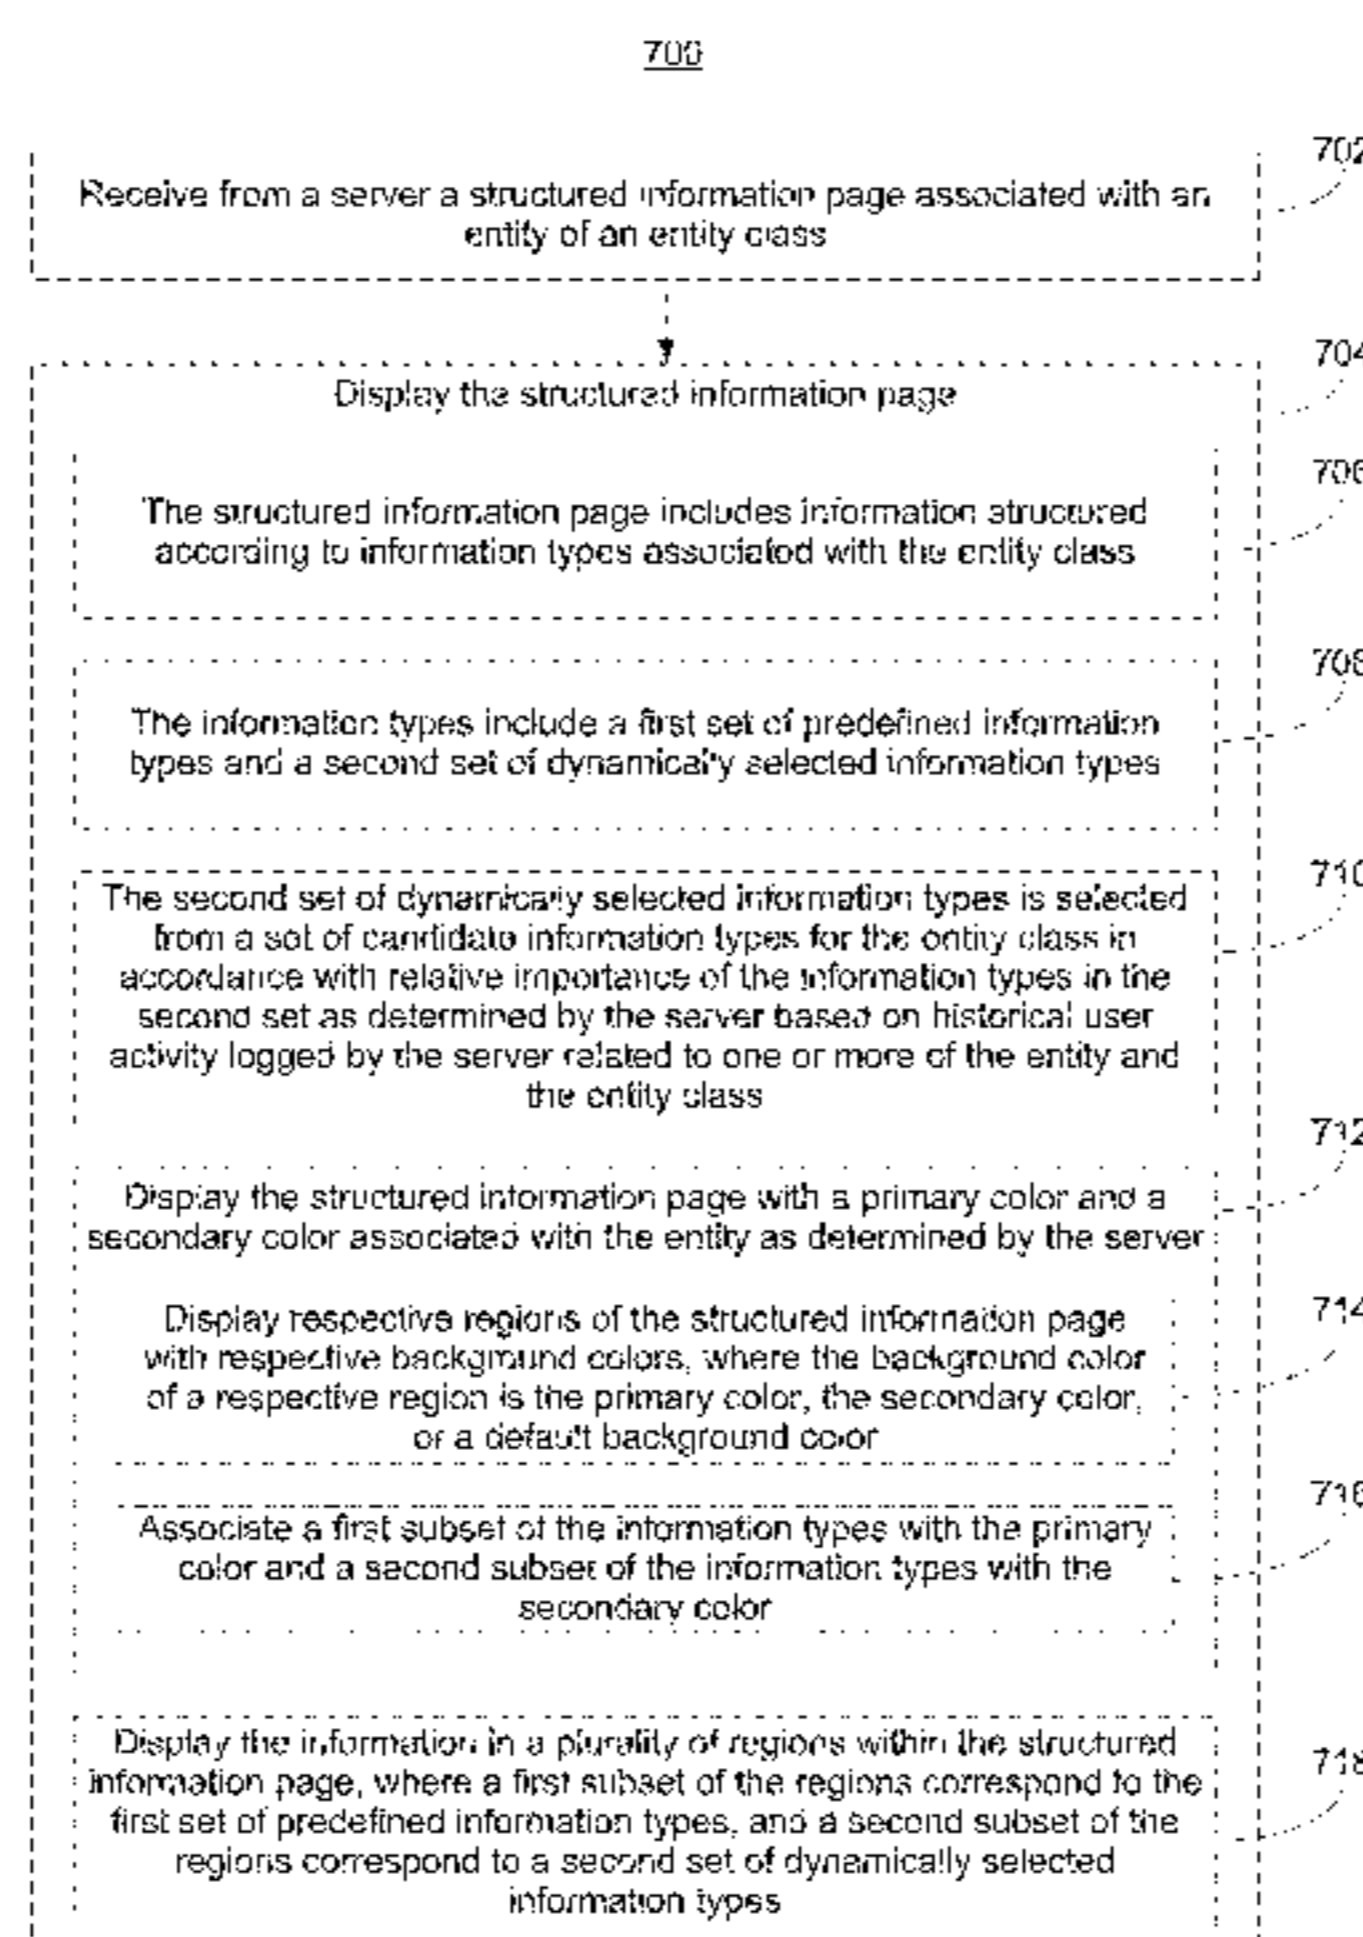 700
702
Receive from a server a structured information page associated with an
entity of an entity class
704
Display the structured information page
706
The structured information page includes information structured
according to information types associated with the entity class
708
The information types include a first set of predefined information
types and a second set of dynamically selected information types
710
The second set of dynamically selected information types is selected
from a set of candidate information types for the entity class in
accordance with relative importance of the information types in the
second set as determined by the server based on historical user
activity logged by the server related to one or more of the entity and
the entity class
712
Display the structured information page with a primary color and a
secondary color associated with the entity as determined by the server
714
Display respective regions of the structured information page
with respective background colors, where the background color
of a respective region is the primary color, the secondary color,
or a default background color
716
Associate a first subset of the information types with the primary
color and a second subset of the information types with the
secondary color
718
Display the information in a plurality of regions within the structured
information page, where a first subset of the regions correspond to the
first set of predefined information types, and a second subset of the
regions correspond to a second set of dynamically selected
information types